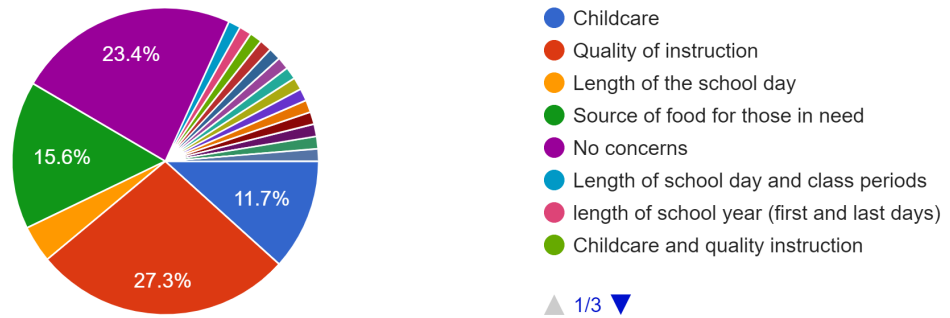 23.4%
15.6%
11.7%
27.3%
Childcare
Quality of instruction
Length of the school day
Source of food for those in need
No concerns
Length of school day and class periods
length of school year (first and last days)
Childcare and quality instruction
1/3